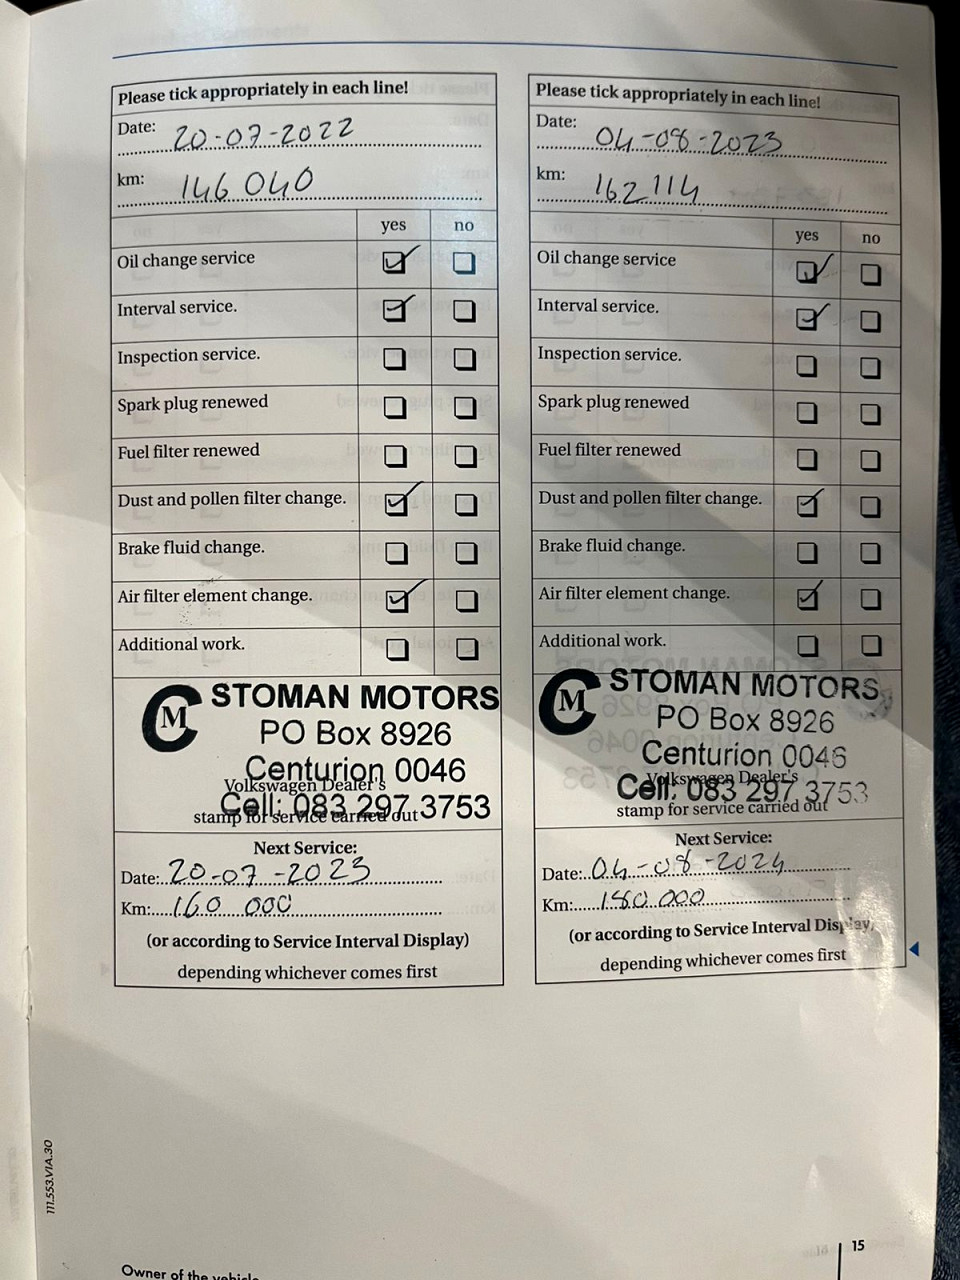 Please tick appropriately in each line!
Date: 20-07-2022
km: 146 040
yes no
Oil change service
Interval service.
Inspection service.
Spark plug renewed
Fuel filter renewed
Dust and pollen filter change.
Brake fluid change.
Air filter element change.
Additional work.
CM STOMAN MOTORS
PO Box 8926
Centurion 0046
Volkswagen Dealer's
Cell: 083 297 3753
stamp for service carried out
Next Service:
Date: 20-07-2023
Km: 160 000
(or according to Service Interval Display)
depending whichever comes first
Please tick appropriately in each line!
Date: 04-08-2023
km: 162 114
yes no
Oil change service
Interval service.
Inspection service.
Spark plug renewed
Fuel filter renewed
Dust and pollen filter change.
Brake fluid change.
Air filter element change.
Additional work.
CM STOMAN MOTORS
PO Box 8926
Centurion 0046
Volkswagen Dealer's
Cell: 083 297 3753
stamp for service carried out
Next Service:
Date: 04-08-2024
Km: 180 000
(or according to Service Interval Display)
depending whichever comes first
111.553.VIA.30
15
Owner of the vehicle